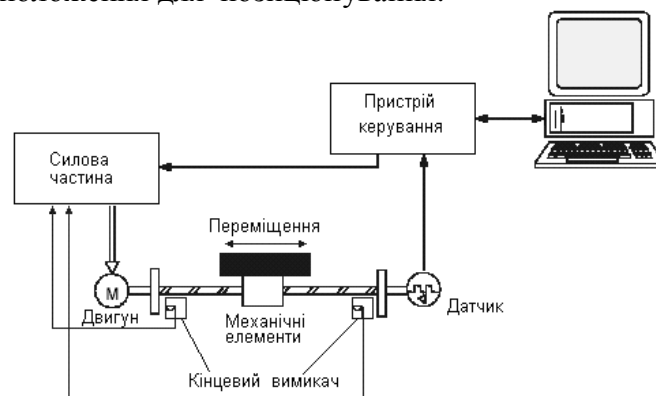 положення для позиціонування.
Пристрій
керування
Силова
частина
Переміщення
М
Двигун
Механічні
елементи
Датчик
Кінцевий вимикач